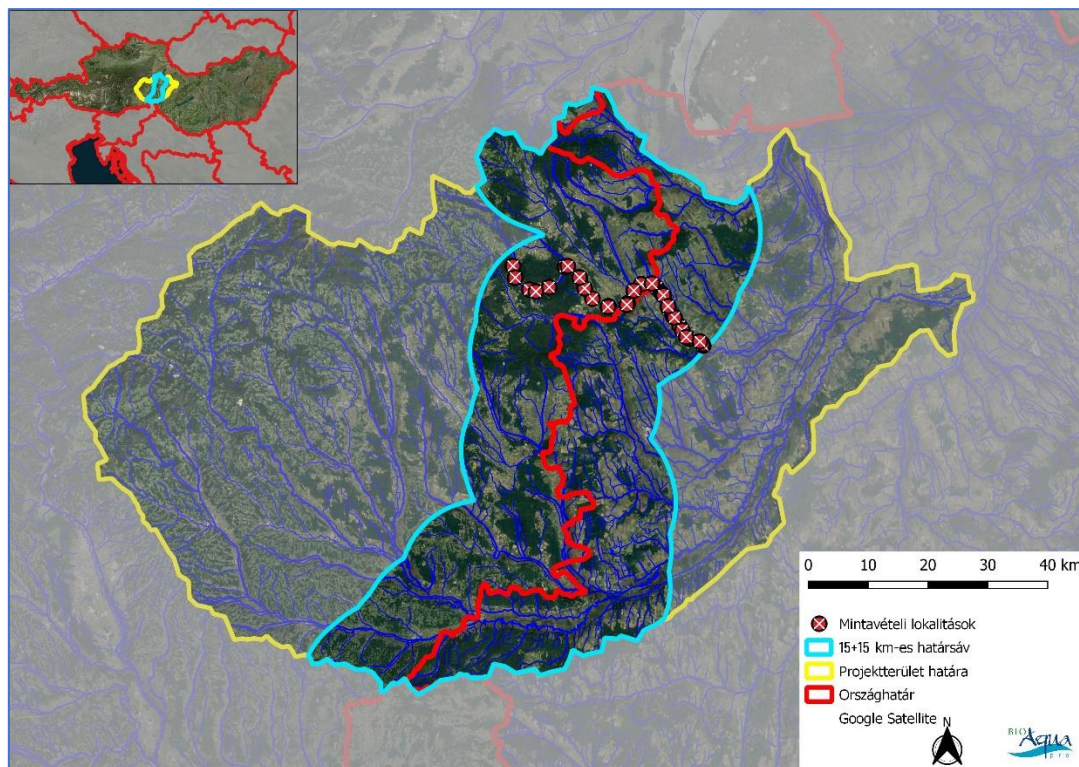 0 10 20 30 40 km
Mintavételi lokalitások
15+15 km-es határsáv
Projektterület határa
Országhatár
Google Satellite
N
BIO
Aqua
pro